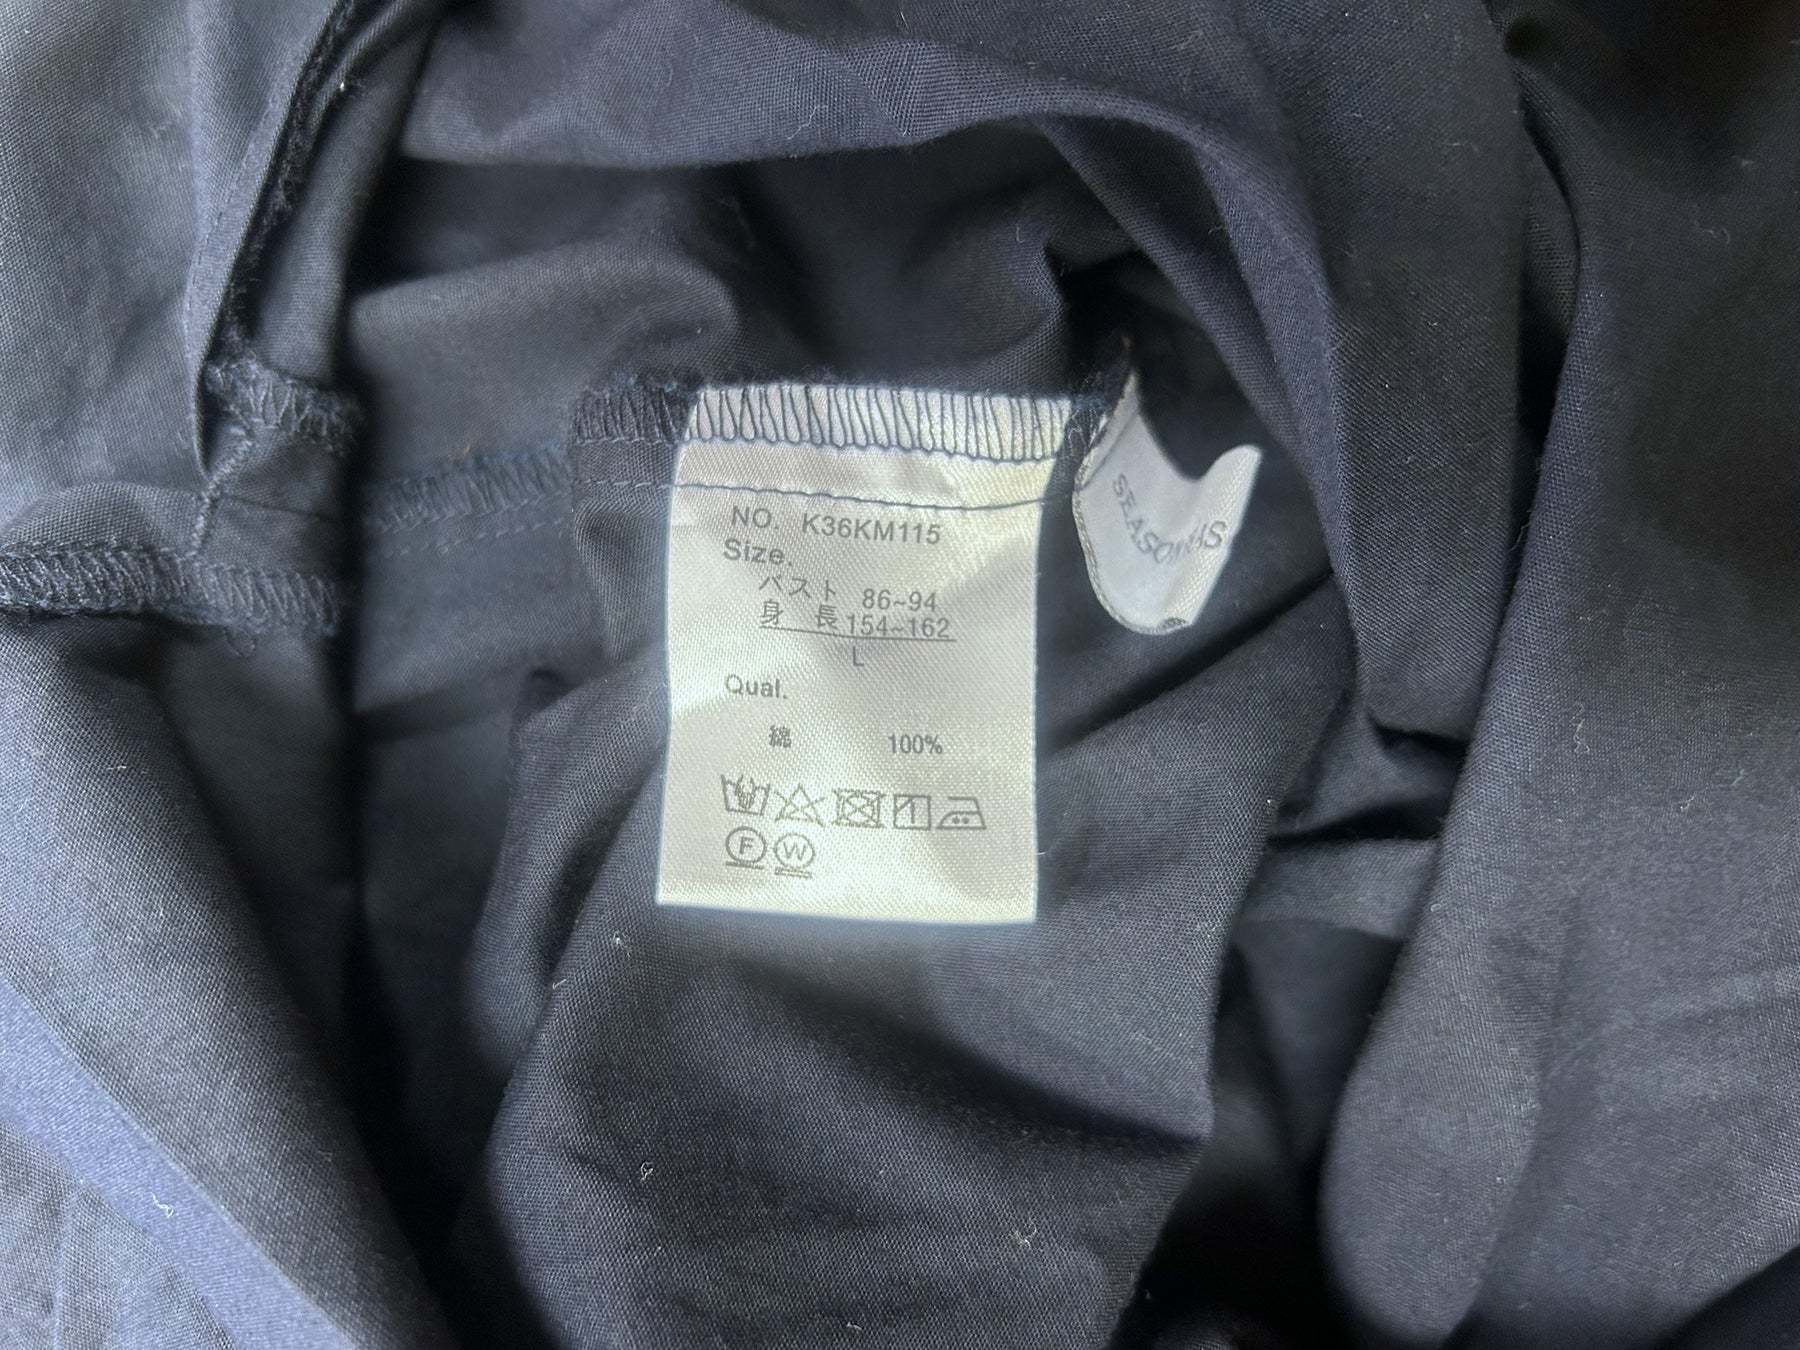 NO. K36KM115
Size.
バスト 86~94
身 長 154~162
L
Qual.
綿 100%
F W